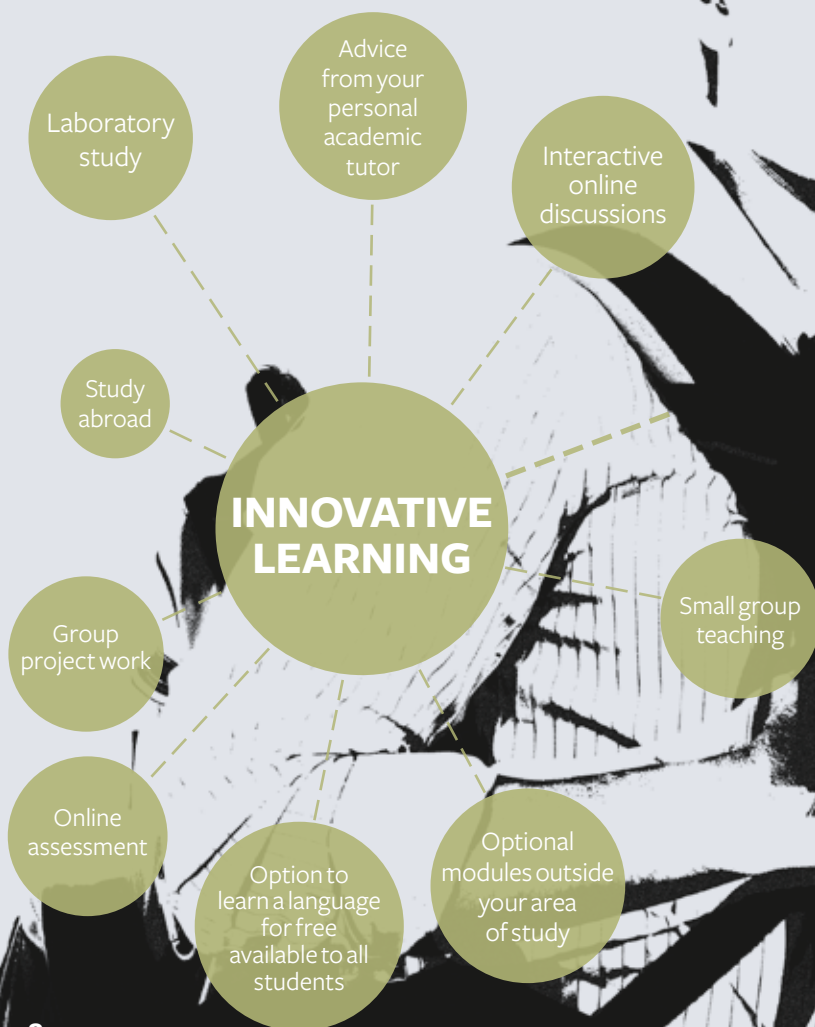 Advice
from your
personal
academic
tutor
Laboratory
study
Interactive
online
discussions
Study
abroad
INNOVATIVE
LEARNING
Small group
teaching
Group
project work
Online
assessment
Optional
modules outside
your area
of study
Option to
learn a language
for free
available to all
students